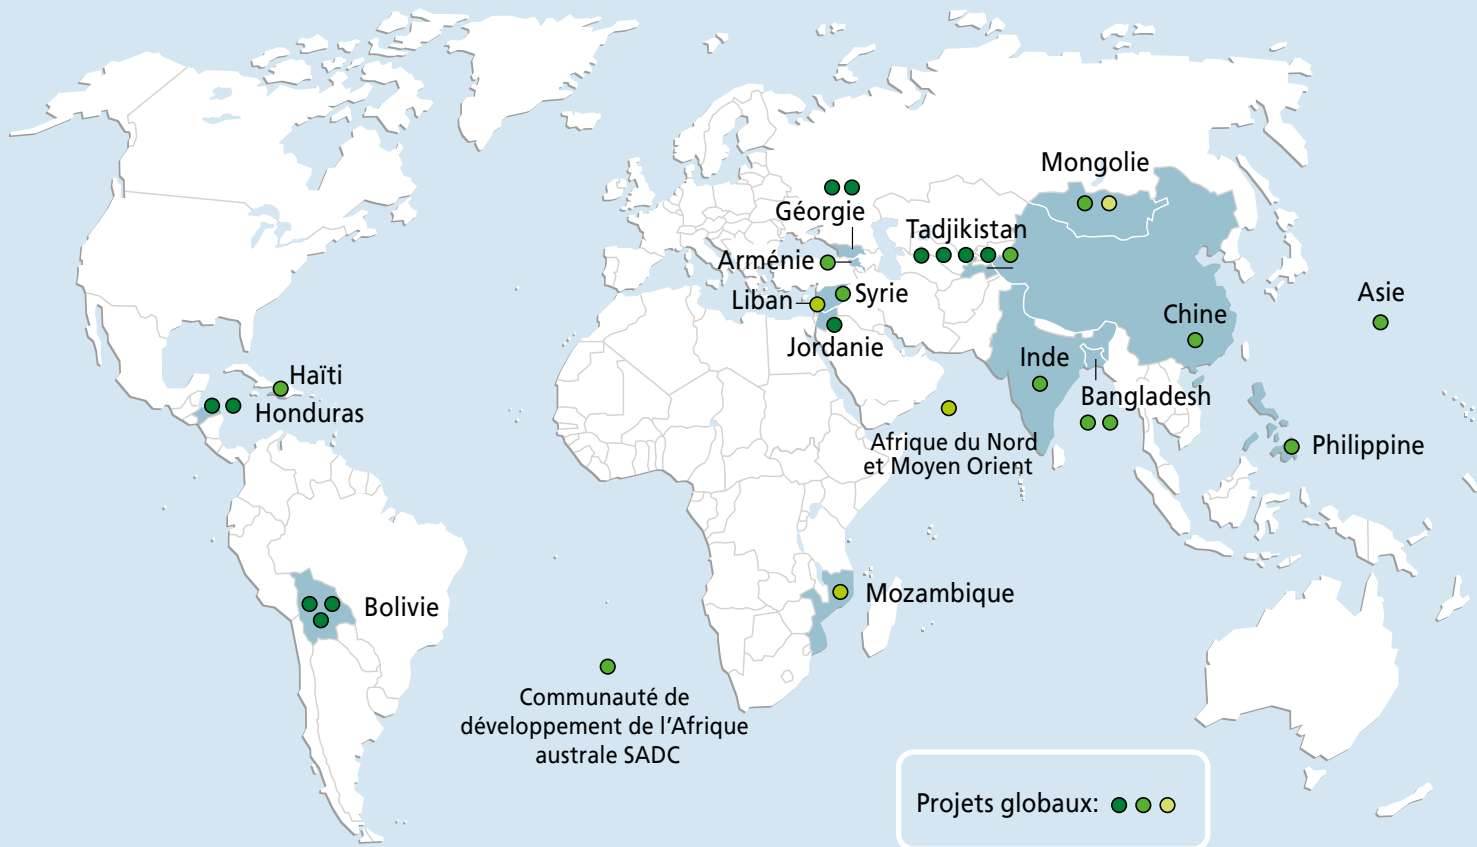 Mongolie
Géorgie
Tadjikistan
Arménie
Liban
Syrie
Asie
Chine
Jordanie
Inde
Haïti
Bangladesh
Honduras
Afrique du Nord
et Moyen Orient
Philippine
Mozambique
Bolivie
Communauté de
développement de l'Afrique
australe SADC
Projets globaux: